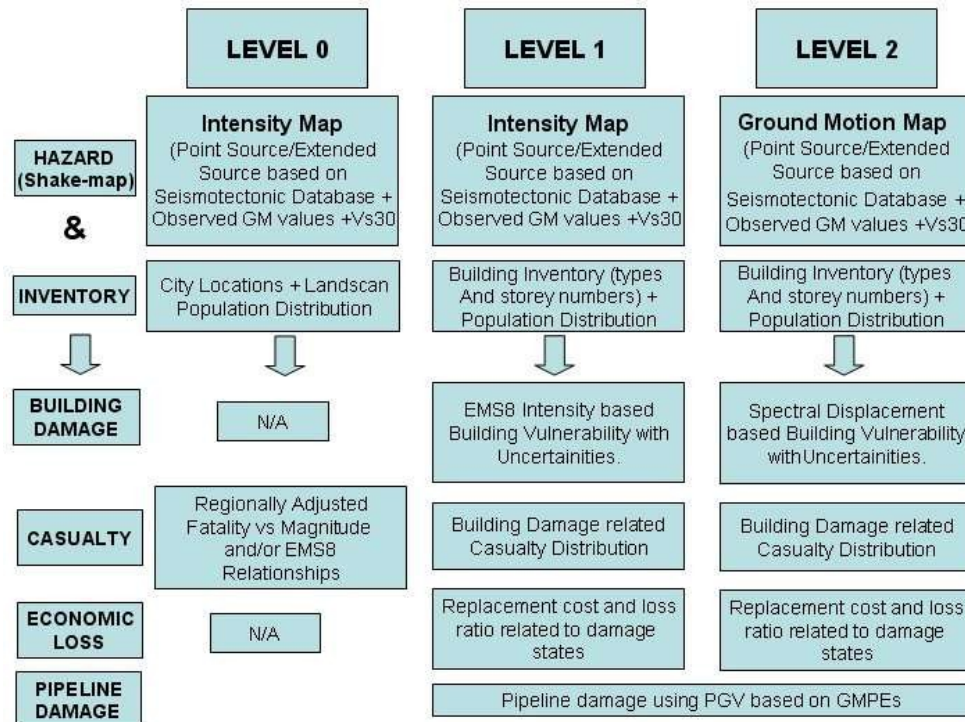 LEVEL 0
LEVEL 1
LEVEL 2
HAZARD
(Shake-map)
&
Intensity Map
(Point Source/Extended
Source based on
Seismotectonic Database +
Observed GM values +Vs30
Intensity Map
(Point Source/Extended
Source based on
Seismotectonic Database +
Observed GM values +Vs30
Ground Motion Map
(Point Source/Extended
Source based on
Seismotectonic Database +
Observed GM values +Vs30
INVENTORY
City Locations + Landscan
Population Distribution
Building Inventory (types
And storey numbers) +
Population Distribution
Building Inventory (types
And storey numbers) +
Population Distribution
BUILDING
DAMAGE
N/A
EMS8 Intensity based
Building Vulnerability with
Uncertainities.
Spectral Displacement
based Building Vulnerability
withUncertainities.
CASUALTY
Regionally Adjusted
Fatality vs Magnitude
and/or EMS8
Relationships
Building Damage related
Casualty Distribution
Building Damage related
Casualty Distribution
ECONOMIC
LOSS
N/A
Replacement cost and loss
ratio related to damage
states
Replacement cost and loss
ratio related to damage
states
PIPELINE
DAMAGE
Pipeline damage using PGV based on GMPEs